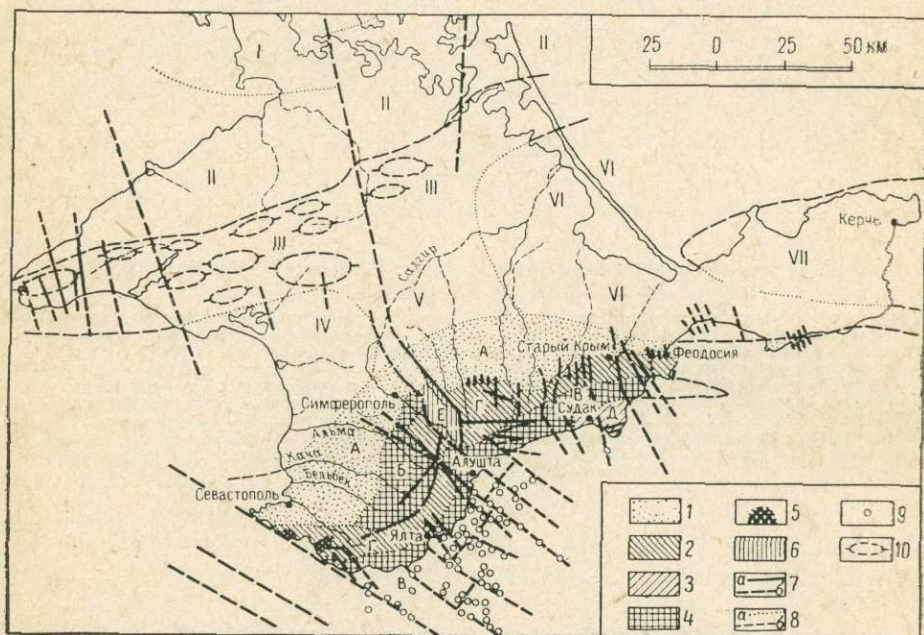 I
II
25 0 25 50 км
II
II
III
VI
VI
Керчь
III
Салгир
VII
V
VI
IV
А
Старый Крым
Феодосия
Симферополь
Е
Г
В
Судак
Д
Альма
Кача
А
Б
Алушта
Бельбек
Севастополь
Ялта
Г
В
1
2
3
4
5
6
а
7
а
8
9
10